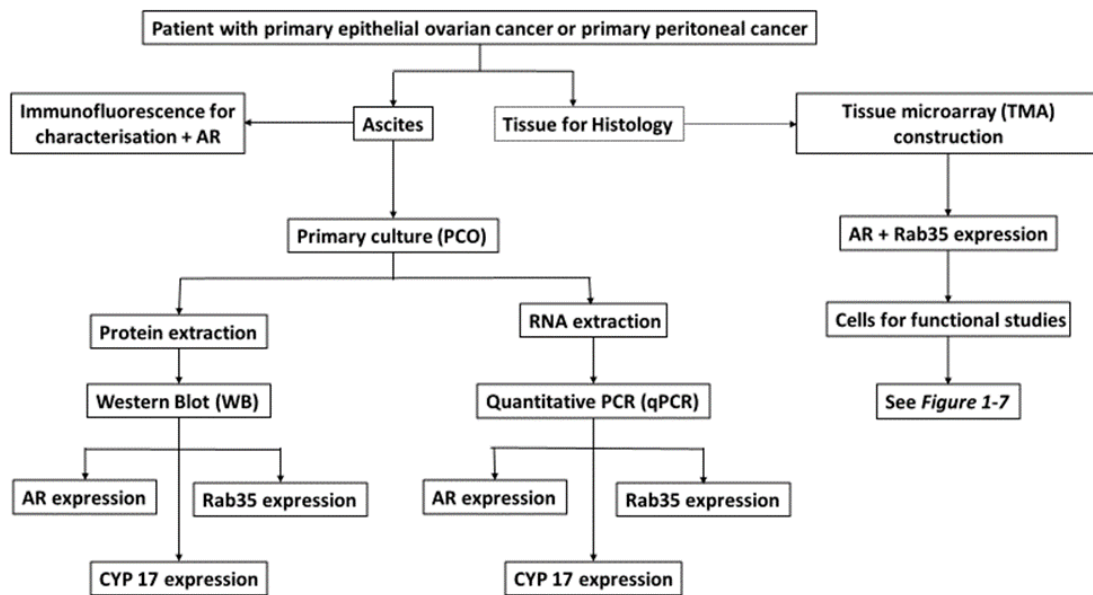 Patient with primary epithelial ovarian cancer or primary peritoneal cancer
Immunofluorescence for
characterisation + AR
Ascites
Tissue for Histology
Tissue microarray (TMA)
construction
Primary culture (PCO)
AR + Rab35 expression
Protein extraction
RNA extraction
Cells for functional studies
Western Blot (WB)
Quantitative PCR (qPCR)
See Figure 1-7
AR expression
Rab35 expression
AR expression
Rab35 expression
CYP 17 expression
CYP 17 expression